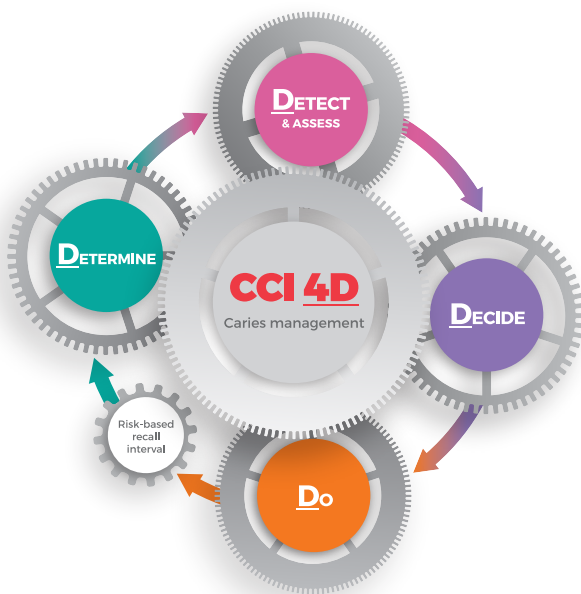 DETECT
& ASSESS
DETERMINE
CCI 4D
Caries management
DECIDE
Risk-based
recall
interval
DO